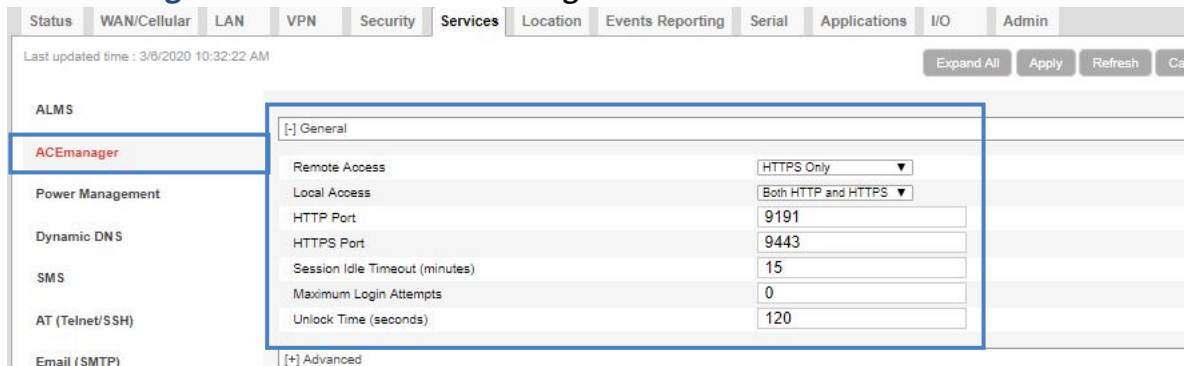 Status WAN/Cellular LAN VPN Security Services Location Events Reporting Serial Applications I/O Admin
Last updated time : 3/6/2020 10:32:22 AM
Expand All Apply Refresh
ALMS
[-] General
ACEmanager
Remote Access HTTPS Only
Power Management
Local Access Both HTTP and HTTPS
HTTP Port 9191
Dynamic DNS
HTTPS Port 9443
Session Idle Timeout (minutes) 15
SMS
Maximum Login Attempts 0
AT (Telnet/SSH)
Unlock Time (seconds) 120
Email (SMTP)
[+] Advanced